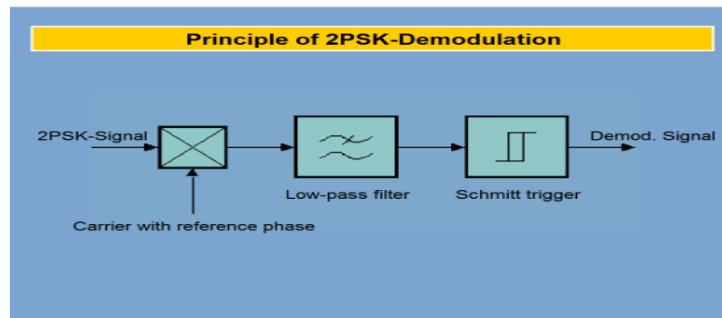 Principle of 2PSK-Demodulation
2PSK-Signal
Demod. Signal
Low-pass filter
Schmitt trigger
Carrier with reference phase